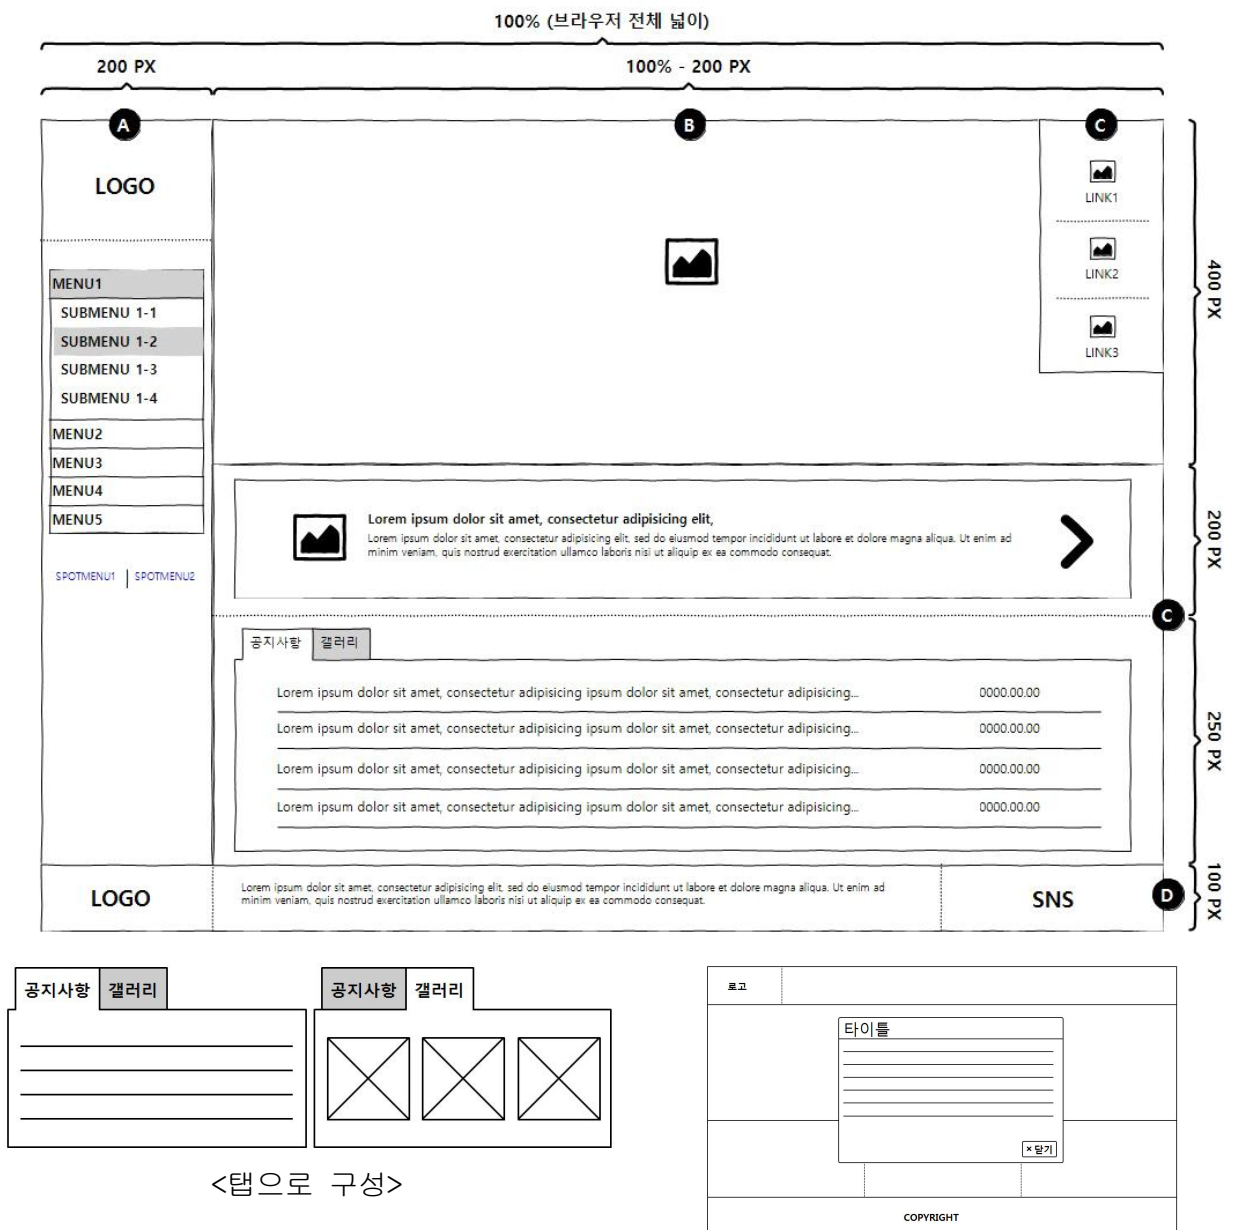 100% (브라우저 전체 넓이)
200 PX
100% - 200 PX
A
B
C
LOGO
LINK1
LINK2
LINK3
400 PX
MENU1
SUBMENU 1-1
SUBMENU 1-2
SUBMENU 1-3
SUBMENU 1-4
MENU2
MENU3
MENU4
MENU5
SPOTMENU1
SPOTMENU2
Lorem ipsum dolor sit amet, consectetur adipisicing elit,
Lorem ipsum dolor sit amet, consectetur adipisicing elit, sed do eiusmod tempor incididunt ut labore et dolore magna aliqua. Ut enim ad
minim veniam, quis nostrud exercitation ullamco laboris nisi ut aliquip ex ea commodo consequat.
200 PX
C
공지사항
갤러리
Lorem ipsum dolor sit amet, consectetur adipisicing ipsum dolor sit amet, consectetur adipisicing... 0000.00.00
Lorem ipsum dolor sit amet, consectetur adipisicing ipsum dolor sit amet, consectetur adipisicing... 0000.00.00
Lorem ipsum dolor sit amet, consectetur adipisicing ipsum dolor sit amet, consectetur adipisicing... 0000.00.00
Lorem ipsum dolor sit amet, consectetur adipisicing ipsum dolor sit amet, consectetur adipisicing... 0000.00.00
250 PX
LOGO
Lorem ipsum dolor sit amet, consectetur adipisicing elit, sed do eiusmod tempor incididunt ut labore et dolore magna aliqua. Ut enim ad
minim veniam, quis nostrud exercitation ullamco laboris nisi ut aliquip ex ea commodo consequat.
SNS
D
100 PX
공지사항
갤러리
공지사항
갤러리
<탭으로 구성>
로고
타이틀
× 닫기
COPYRIGHT